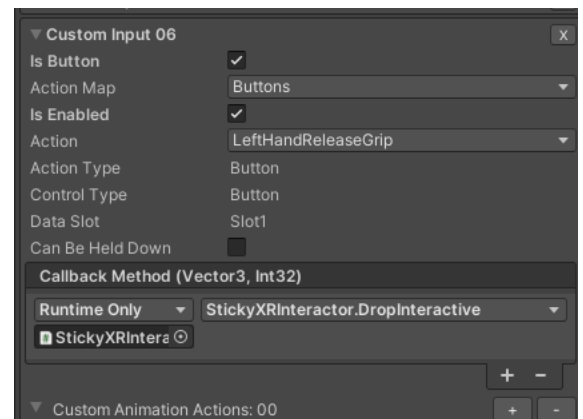 Custom Input 06 X
Is Button
Action Map Buttons
Is Enabled
Action LeftHandReleaseGrip
Action Type Button
Control Type Button
Data Slot Slot1
Can Be Held Down
Callback Method (Vector3, Int32)
Runtime Only StickyXRInteractor.DropInteractive
StickyXRIntera
+ -
Custom Animation Actions: 00 + -